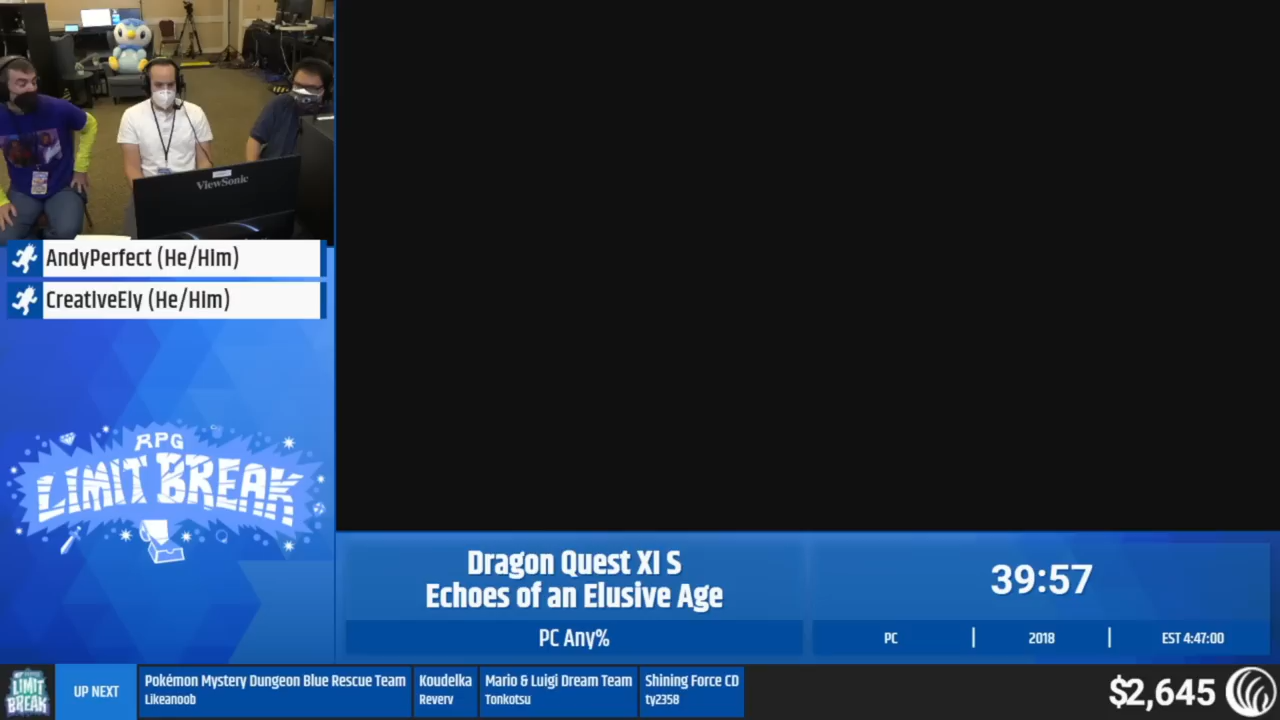 ViewSonic
AndyPerfect (He/HIm)
CreatIveEly (He/HIm)
RPG
LIMIT BREAK
Dragon Quest XI S
Echoes of an Elusive Age
PC Any%
39:57
PC
2018
EST 4:47:00
LIMIT
BREAK
UP NEXT
Pokémon Mystery Dungeon Blue Rescue Team
Likeanoob
Koudelka
Reverv
Mario & Luigi Dream Team
Tonkotsu
Shining Force CD
ty2358
$2,645